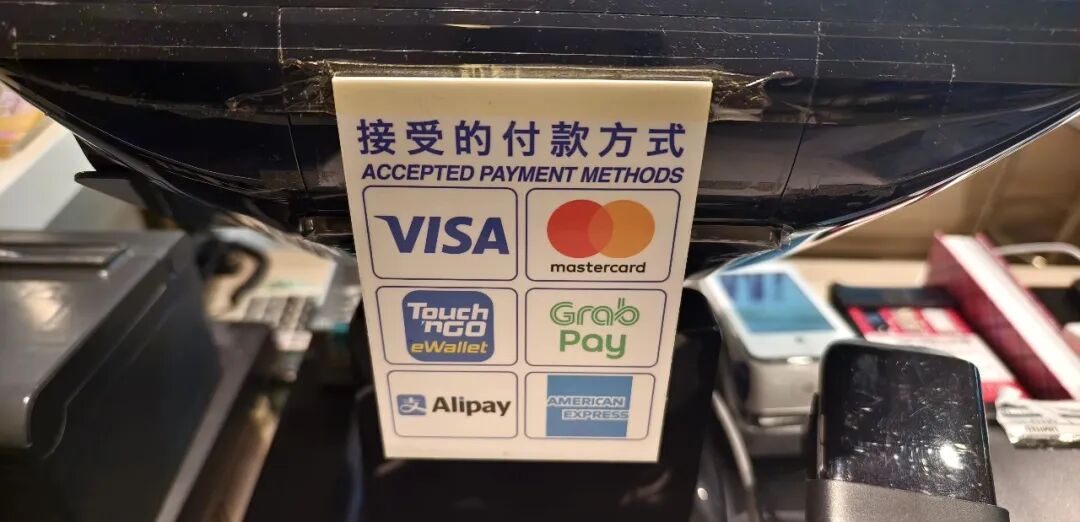 接受的付款方式
ACCEPTED PAYMENT METHODS
VISA
mastercard
Touch
'nGO
eWallet
Grab
Pay
Alipay
AMERICAN
EXPRESS